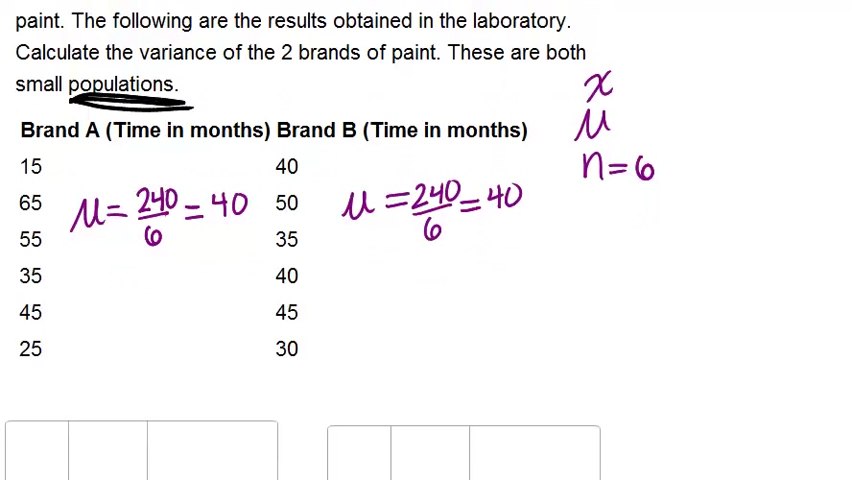 paint. The following are the results obtained in the laboratory.
Calculate the variance of the 2 brands of paint. These are both
small populations.
x
μ
n = 6
Brand A (Time in months) Brand B (Time in months)
15 40
65 μ = 240/6 = 40 50 μ = 240/6 = 40
55 35
35 40
45 45
25 30